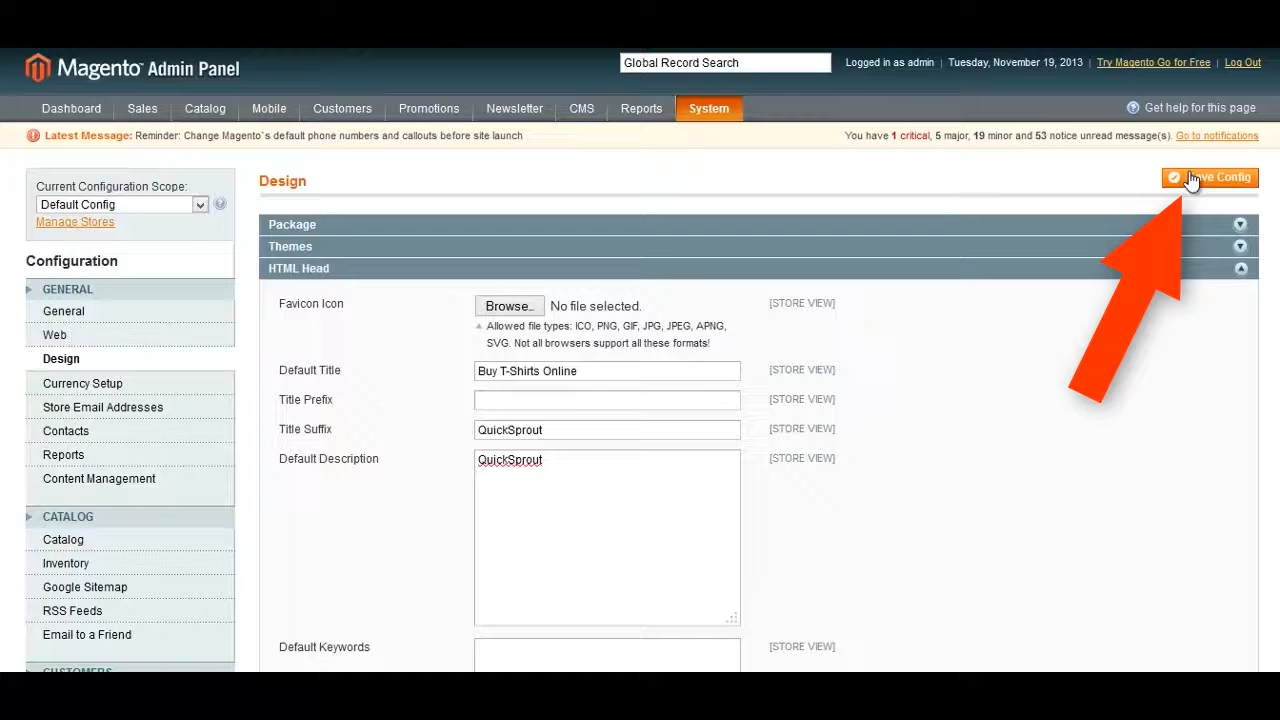 Magento Admin Panel
Global Record Search
Logged in as admin | Tuesday, November 19, 2013 | Try Magento Go for Free | Log Out
Dashboard Sales Catalog Mobile Customers Promotions Newsletter CMS Reports System Get help for this page
Latest Message: Reminder: Change Magento`s default phone numbers and callouts before site launch
You have 1 critical, 5 major, 19 minor and 53 notice unread message(s). Go to notifications
Current Configuration Scope:
Default Config
Manage Stores
Configuration
GENERAL
General
Web
Design
Currency Setup
Store Email Addresses
Contacts
Reports
Content Management
CATALOG
Catalog
Inventory
Google Sitemap
RSS Feeds
Email to a Friend
Design
Config
Package
Themes
HTML Head
Favicon Icon Browse... No file selected. [STORE VIEW]
Allowed file types: ICO, PNG, GIF, JPG, JPEG, APNG,
SVG. Not all browsers support all these formats!
Default Title Buy T-Shirts Online [STORE VIEW]
Title Prefix [STORE VIEW]
Title Suffix QuickSprout [STORE VIEW]
Default Description QuickSprout [STORE VIEW]
Default Keywords [STORE VIEW]